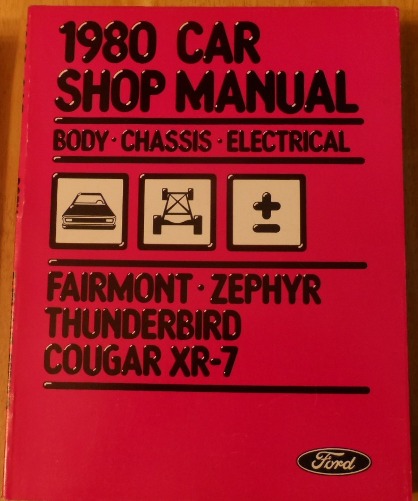 1980 CAR
SHOP MANUAL
BODY · CHASSIS · ELECTRICAL
FAIRMONT · ZEPHYR
THUNDERBIRD
COUGAR XR-7
Ford